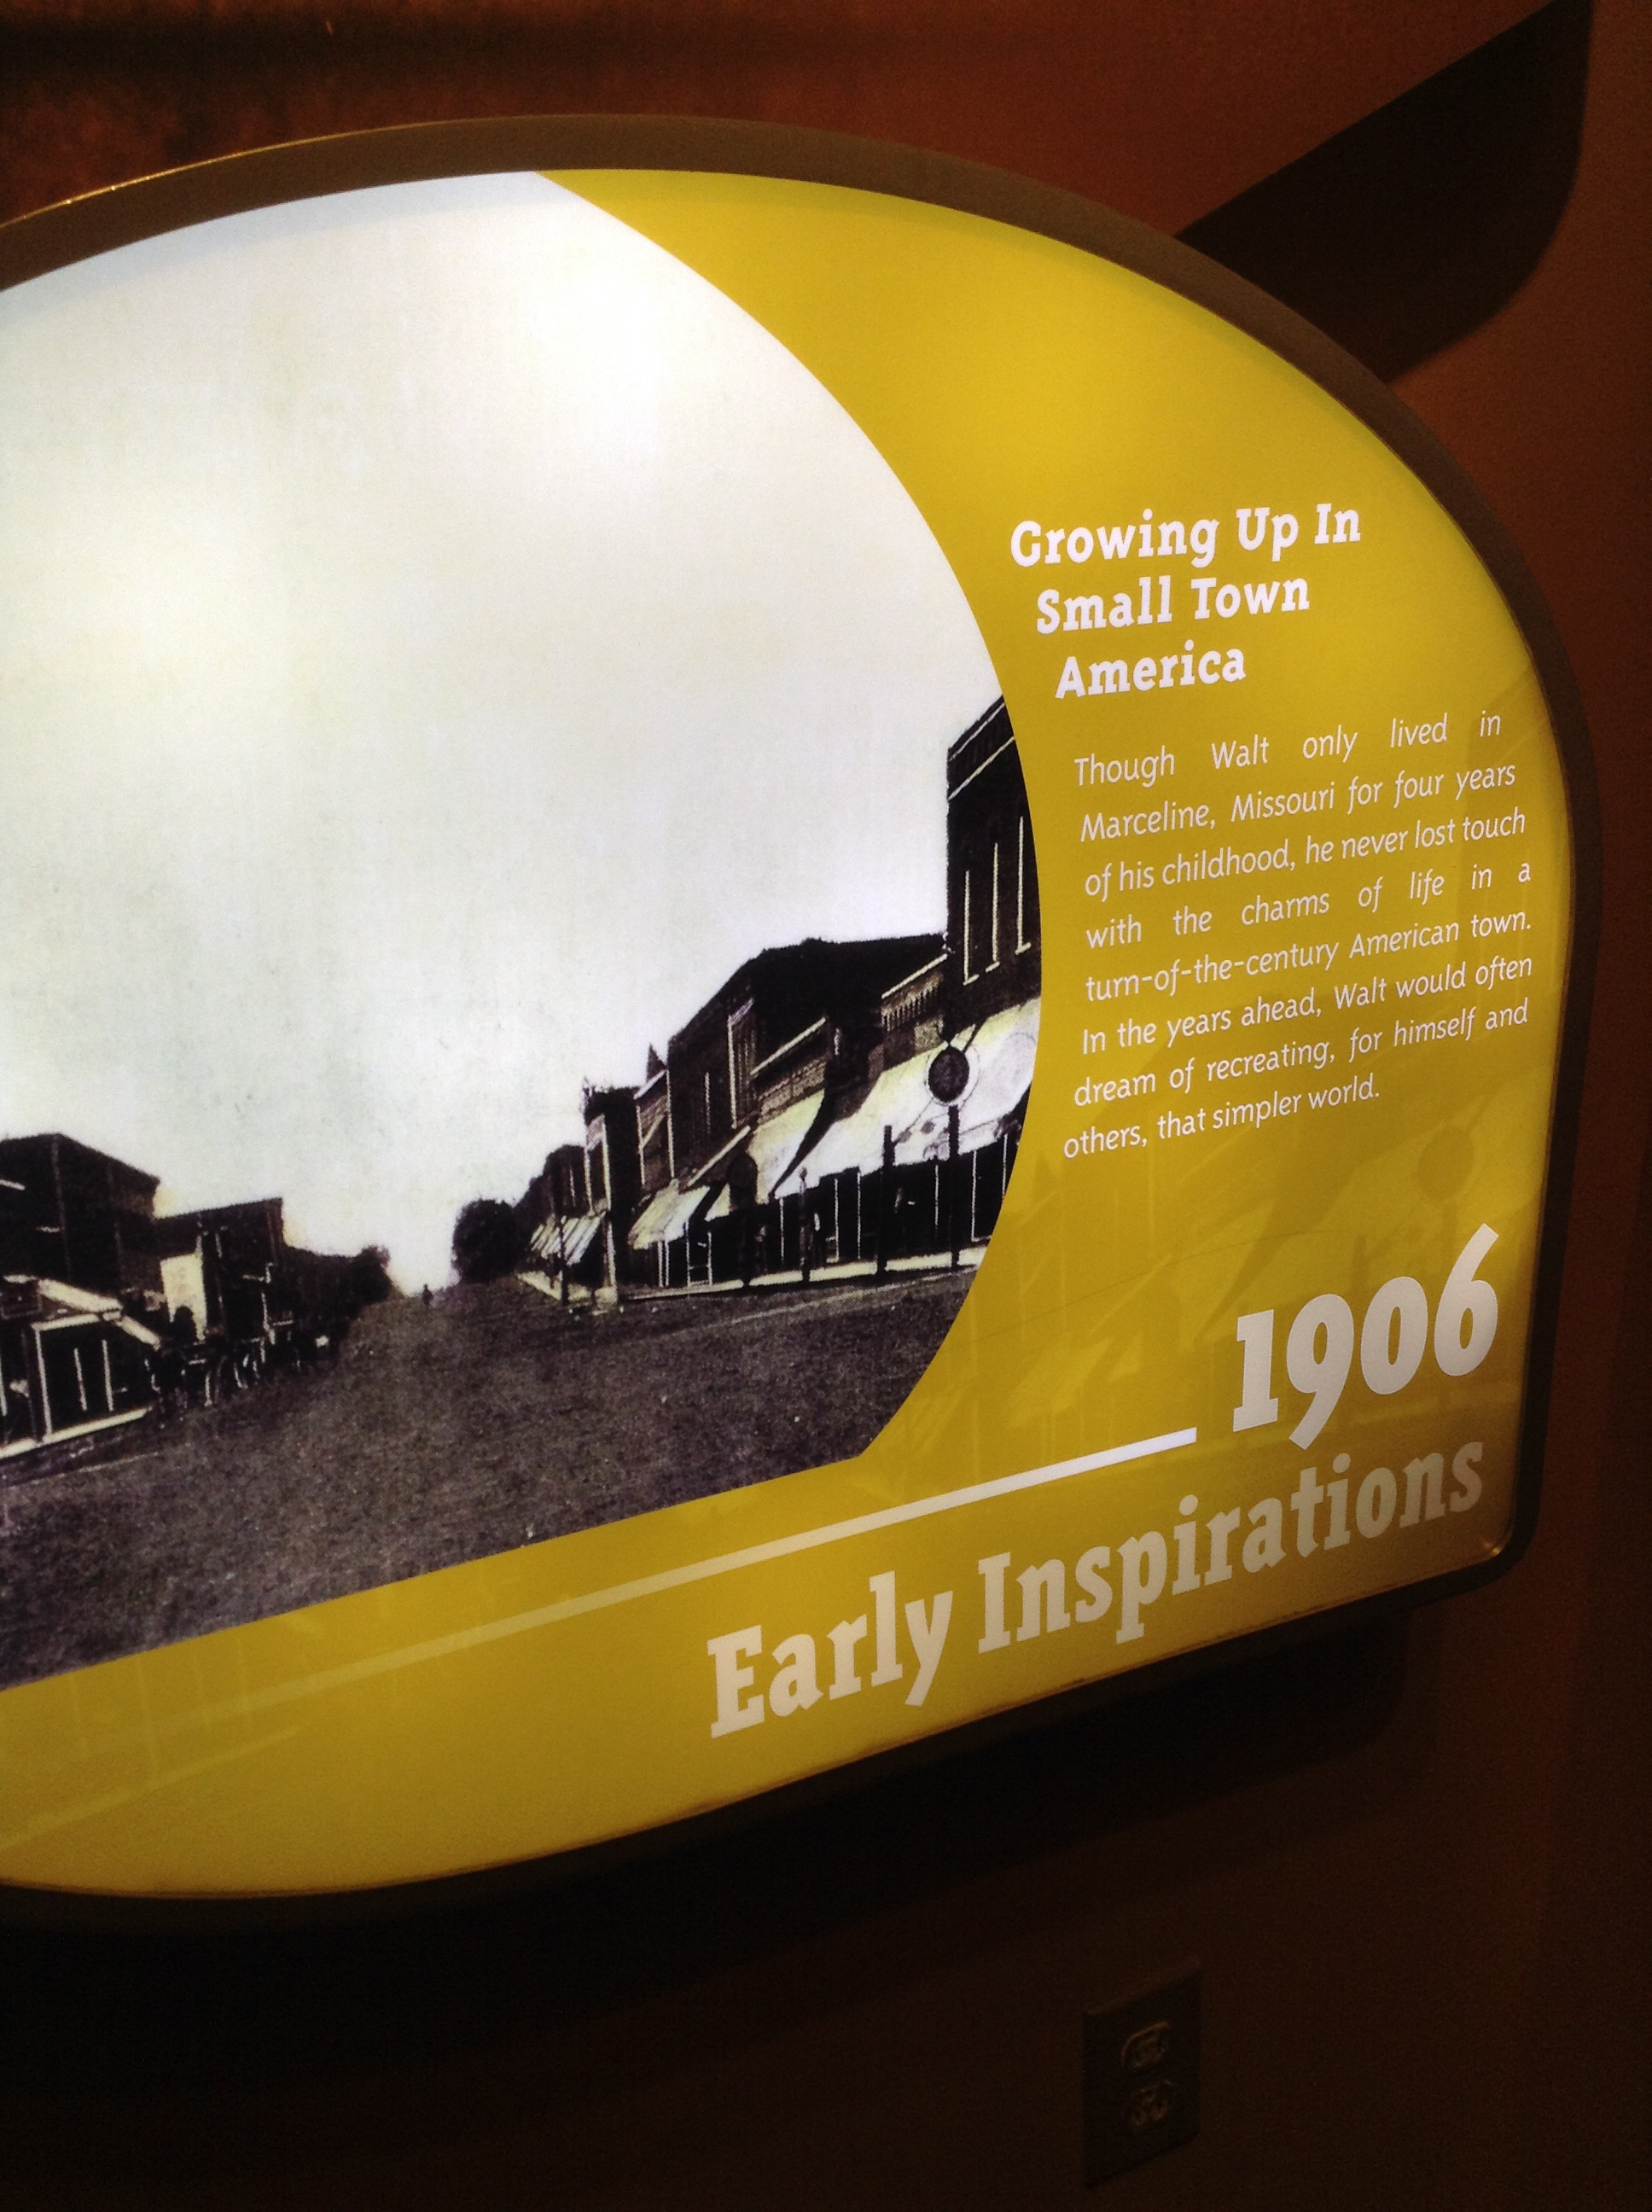 Growing Up In
Small Town
America
Though Walt only lived in
Marceline, Missouri for four years
of his childhood, he never lost touch
with the charms of life in a
turn-of-the-century American town.
In the years ahead, Walt would often
dream of recreating, for himself and
others, that simpler world.
1906
Early Inspirations